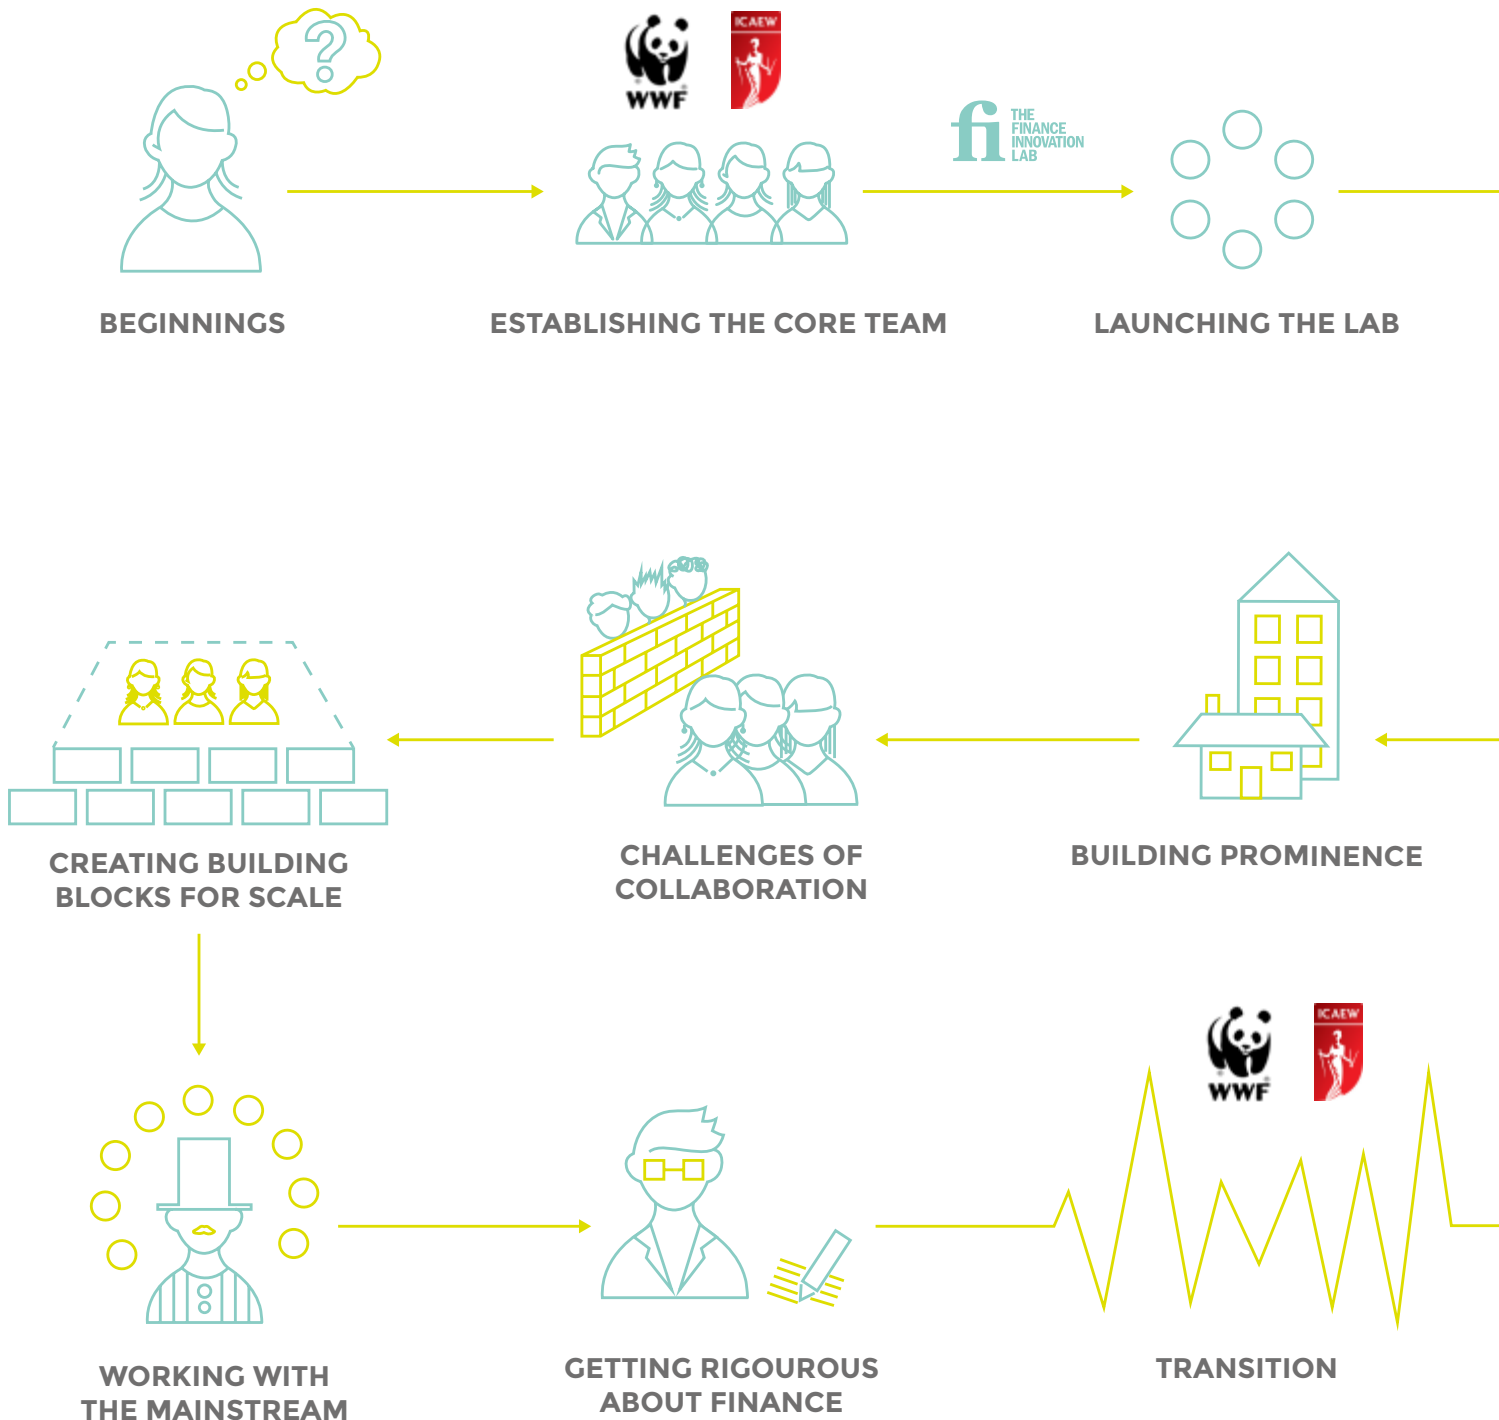 ?
WWF
ICAEW
fi THE
FINANCE
INNOVATION
LAB
BEGINNINGS
ESTABLISHING THE CORE TEAM
LAUNCHING THE LAB
BUILDING PROMINENCE
CHALLENGES OF
COLLABORATION
CREATING BUILDING
BLOCKS FOR SCALE
WORKING WITH
THE MAINSTREAM
GETTING RIGOUROUS
ABOUT FINANCE
WWF
ICAEW
TRANSITION